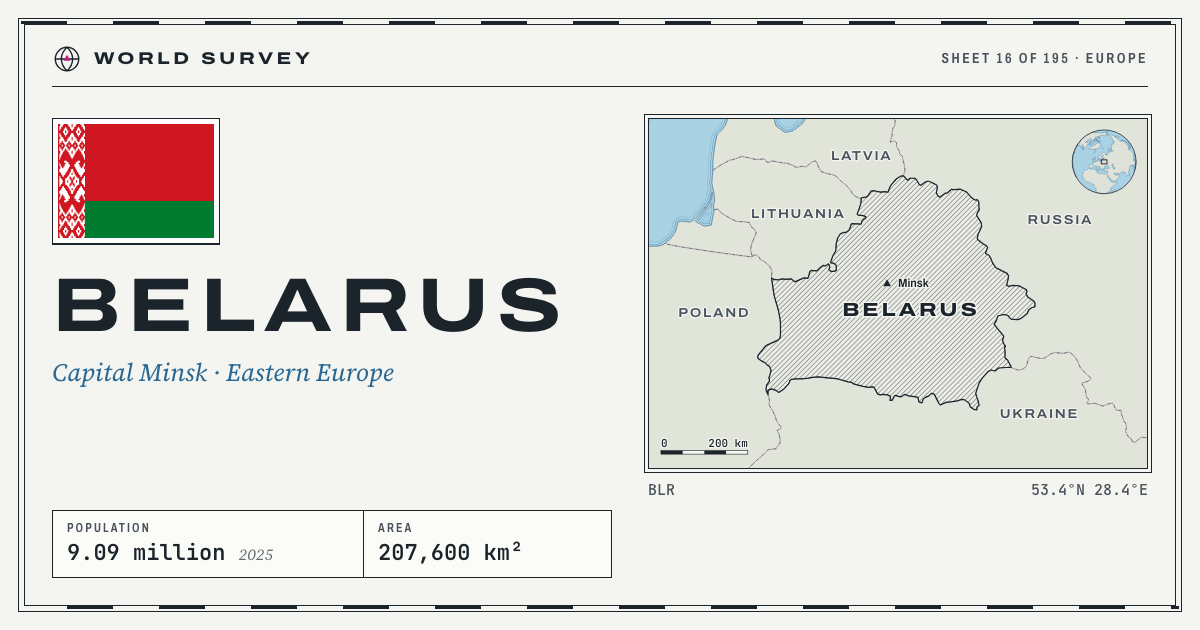 WORLD SURVEY
SHEET 16 OF 195 · EUROPE
BELARUS
Capital Minsk · Eastern Europe
LATVIA
LITHUANIA
RUSSIA
Minsk
BELARUS
POLAND
UKRAINE
0 200 km
BLR 53.4°N 28.4°E
POPULATION
9.09 million 2025
AREA
207,600 km²